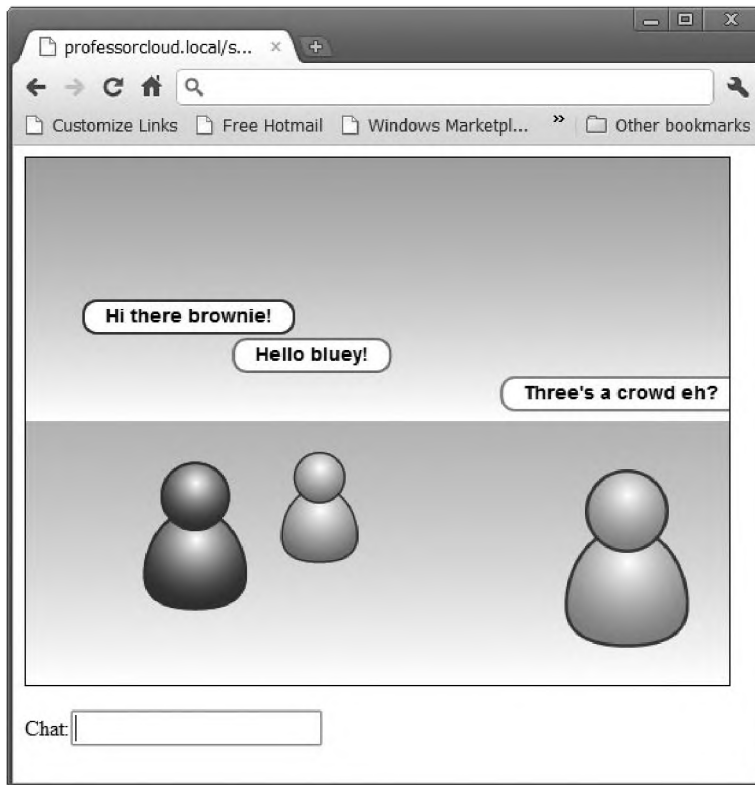 professorcloud.local/s...
Customize Links Free Hotmail Windows Marketpl... » Other bookmarks
Hi there brownie!
Hello bluey!
Three's a crowd eh?
Chat: